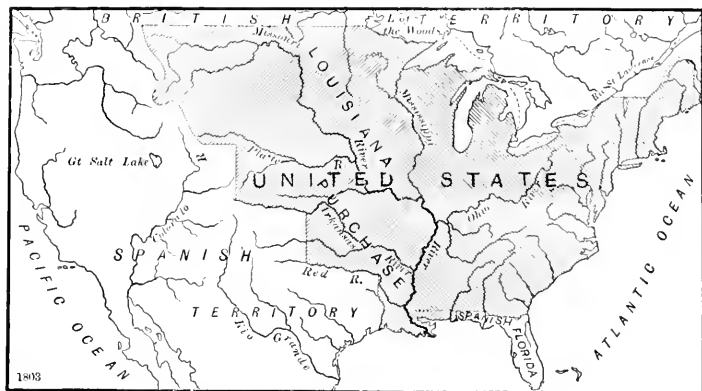 BRITISH TERRITORY
L. of the Woods
Missouri
River
LOUISIANA
PURCHASE
Mississippi
River
R. St. Lawrence
Gt Salt Lake
Platte R.
UNITED STATES
Ohio River
Colorado
R.
Arkansas
River
SPANISH
TERRITORY
Red R.
Rio Grande
SPANISH FLORIDA
PACIFIC OCEAN
ATLANTIC OCEAN
1803